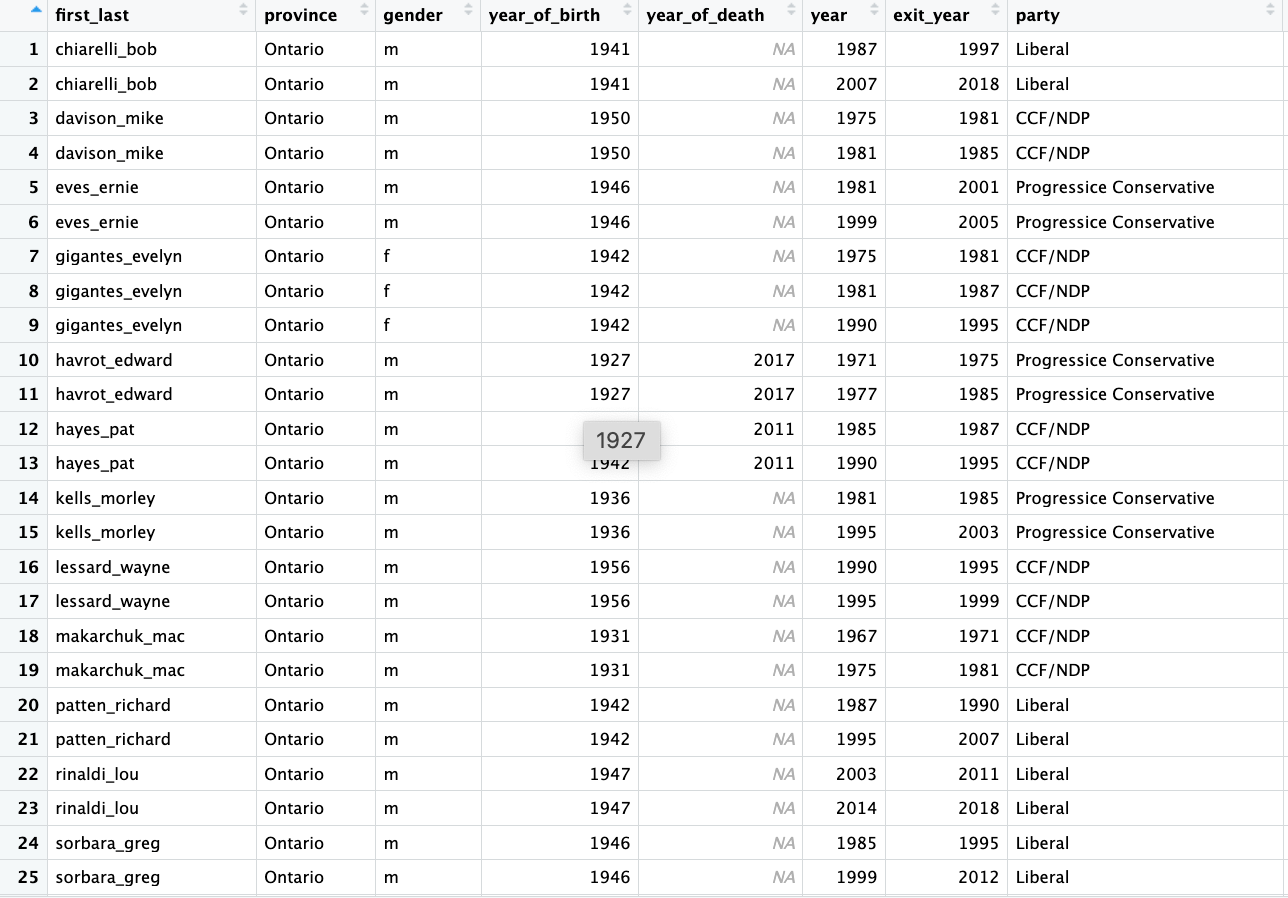 first_last province gender year_of_birth year_of_death year exit_year party
1 chiarelli_bob Ontario m 1941 NA 1987 1997 Liberal
2 chiarelli_bob Ontario m 1941 NA 2007 2018 Liberal
3 davison_mike Ontario m 1950 NA 1975 1981 CCF/NDP
4 davison_mike Ontario m 1950 NA 1981 1985 CCF/NDP
5 eves_ernie Ontario m 1946 NA 1981 2001 Progressice Conservative
6 eves_ernie Ontario m 1946 NA 1999 2005 Progressice Conservative
7 gigantes_evelyn Ontario f 1942 NA 1975 1981 CCF/NDP
8 gigantes_evelyn Ontario f 1942 NA 1981 1987 CCF/NDP
9 gigantes_evelyn Ontario f 1942 NA 1990 1995 CCF/NDP
10 havrot_edward Ontario m 1927 2017 1971 1975 Progressice Conservative
11 havrot_edward Ontario m 1927 2017 1977 1985 Progressice Conservative
12 hayes_pat Ontario m 2011 1985 1987 CCF/NDP
1927
13 hayes_pat Ontario m 1942 2011 1990 1995 CCF/NDP
14 kells_morley Ontario m 1936 NA 1981 1985 Progressice Conservative
15 kells_morley Ontario m 1936 NA 1995 2003 Progressice Conservative
16 lessard_wayne Ontario m 1956 NA 1990 1995 CCF/NDP
17 lessard_wayne Ontario m 1956 NA 1995 1999 CCF/NDP
18 makarchuk_mac Ontario m 1931 NA 1967 1971 CCF/NDP
19 makarchuk_mac Ontario m 1931 NA 1975 1981 CCF/NDP
20 patten_richard Ontario m 1942 NA 1987 1990 Liberal
21 patten_richard Ontario m 1942 NA 1995 2007 Liberal
22 rinaldi_lou Ontario m 1947 NA 2003 2011 Liberal
23 rinaldi_lou Ontario m 1947 NA 2014 2018 Liberal
24 sorbara_greg Ontario m 1946 NA 1985 1995 Liberal
25 sorbara_greg Ontario m 1946 NA 1999 2012 Liberal